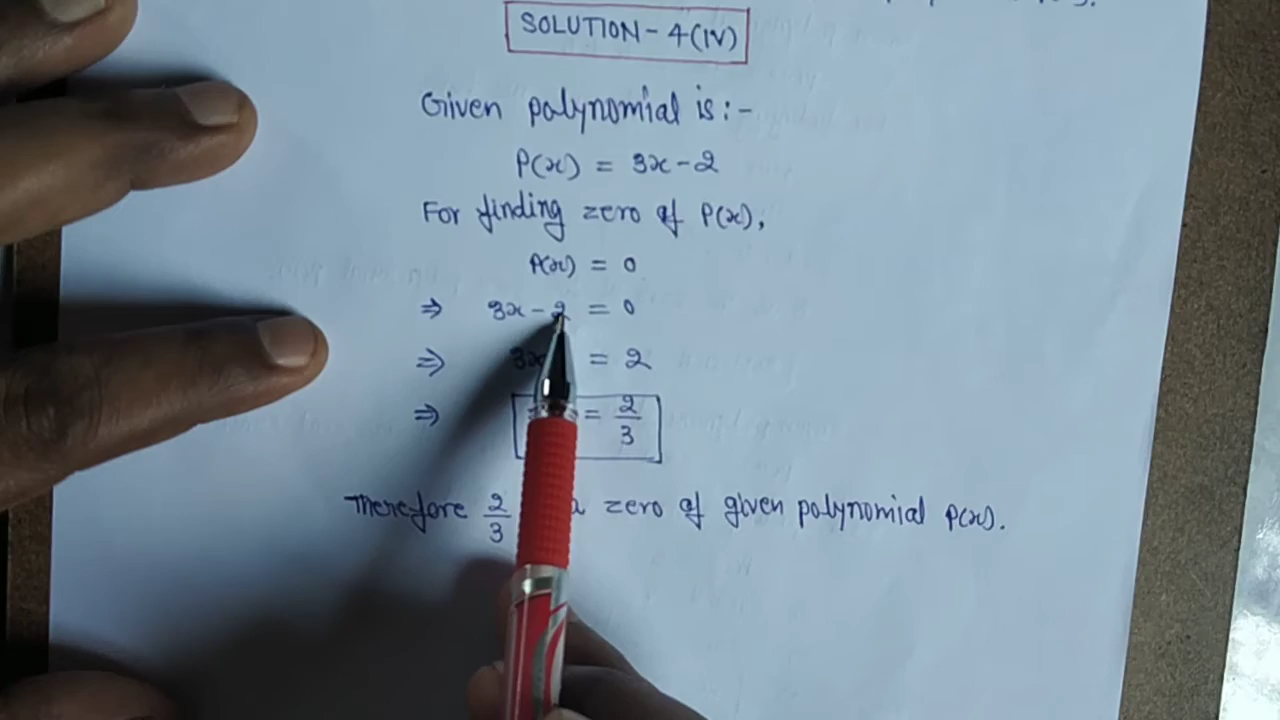 SOLUTION - 4(IV)
Given polynomial is :-
P(x) = 3x - 2
For finding zero of P(x),
P(x) = 0
⇒ 3x - 2 = 0
⇒ 3x = 2
⇒ = 2/3
Therefore 2/3 a zero of given polynomial P(x).